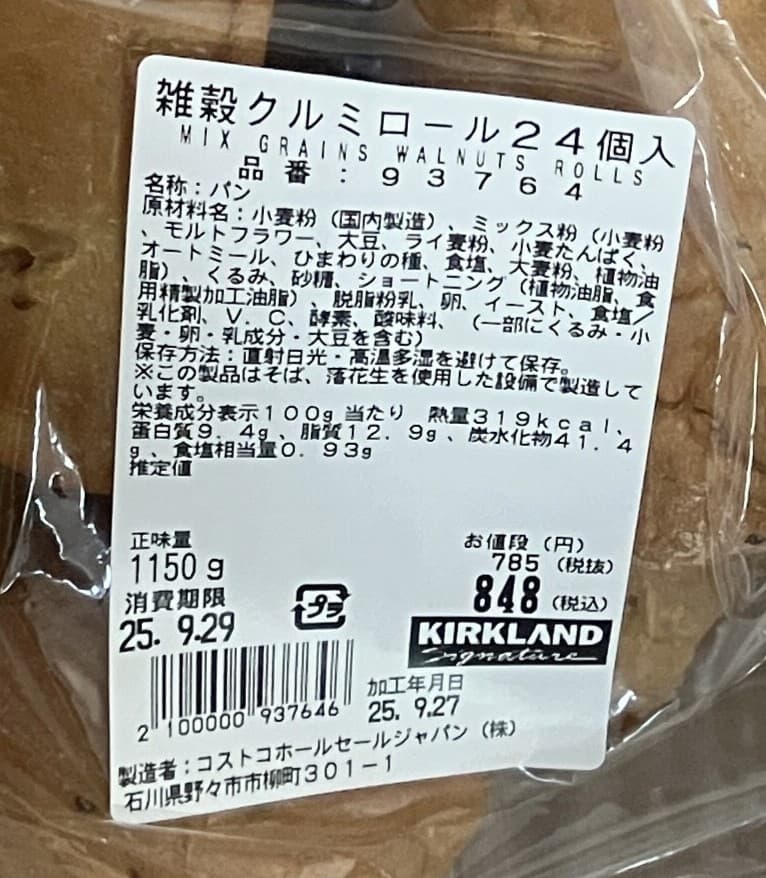 雑穀クルミロール24個入
MIX GRAINS WALNUTS ROLLS
品番:93764
名称:パン
原材料名:小麦粉(国内製造)、ミックス粉(小麦粉
、モルトフラワー、大豆、ライ麦粉、小麦たんぱく、
オートミール、ひまわりの種、食塩、大麦粉、植物油
脂)、くるみ、砂糖、ショートニング(植物油脂、食
用精製加工油脂)、脱脂粉乳、卵、イースト、食塩/
乳化剤、V.C、酵素、酸味料、(一部にくるみ・小
麦・卵・乳成分・大豆を含む)
保存方法:直射日光・高温多湿を避けて保存。
※この製品はそば、落花生を使用した設備で製造して
います。
栄養成分表示100g当たり 熱量319kcal、
蛋白質9.4g、脂質12.9g、炭水化物41.4
g、食塩相当量0.93g
推定値
正味量
1150g
お値段(円)
785(税抜)
848(税込)
消費期限
25. 9.29
プラ
KIRKLAND
Signature
加工年月日
25. 9.27
2 100000 937646
製造者:コストコホールセールジャパン(株)
石川県野々市市柳町301-1